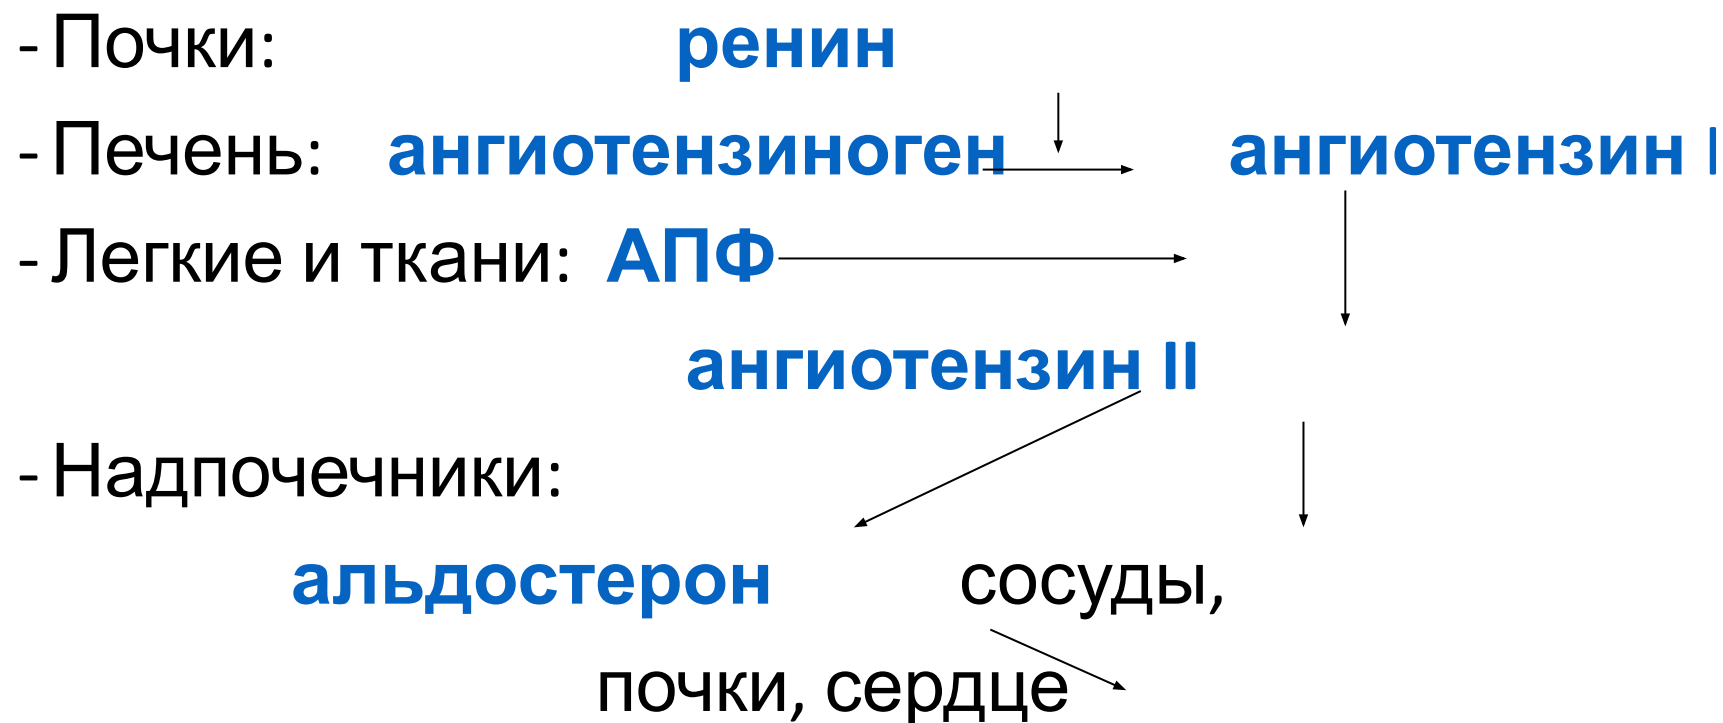 - Почки: ренин
- Печень: ангиотензиноген ангиотензин I
- Легкие и ткани: АПФ
ангиотензин II
- Надпочечники:
альдостерон сосуды,
почки, сердце